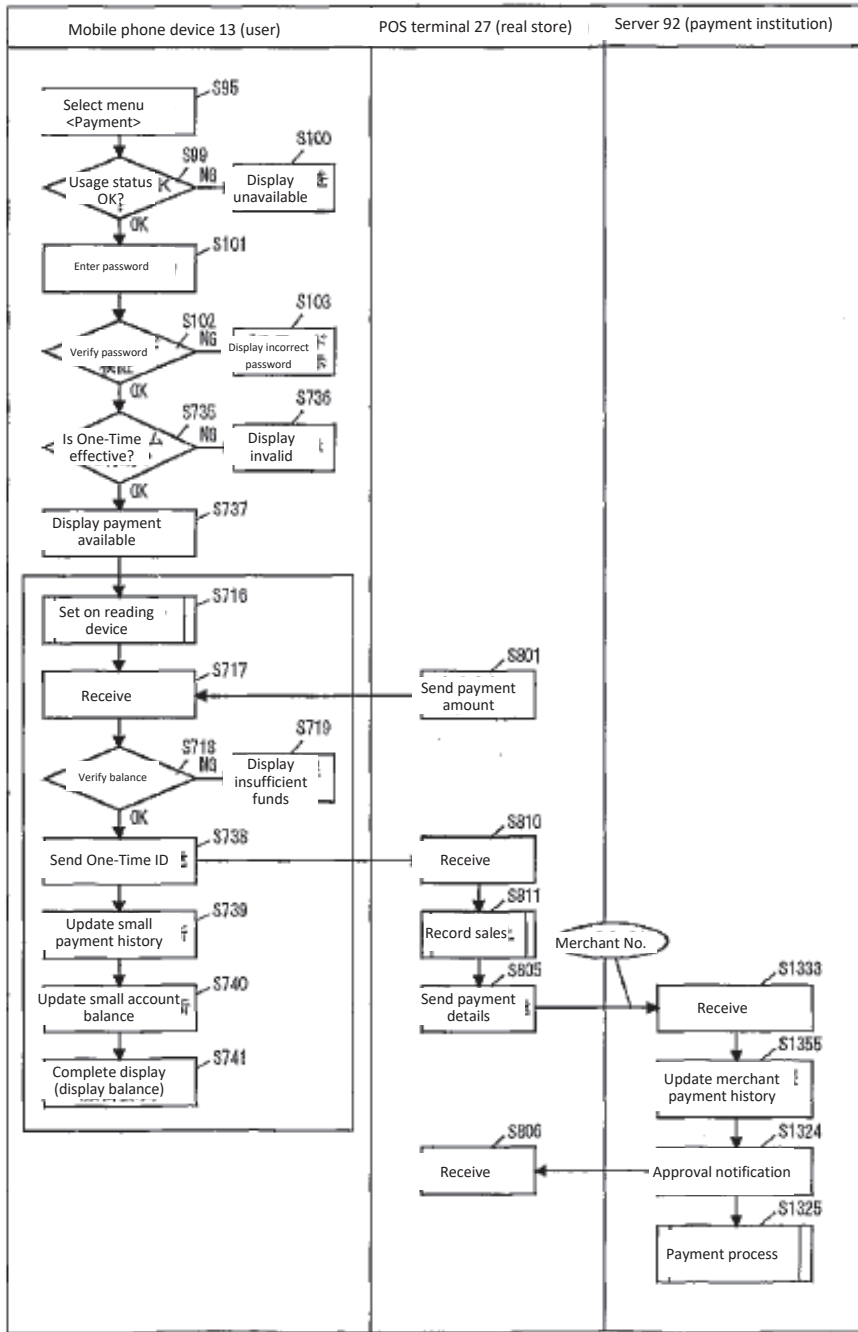 Mobile phone device 13 (user)
POS terminal 27 (real store)
Server 92 (payment institution)
S95
Select menu
<Payment>
S99
Usage status
OK?
NG
S100
Display
unavailable
OK
S101
Enter password
S102
Verify password
NG
S103
Display incorrect
password
OK
S735
Is One-Time
effective?
NG
S736
Display
invalid
OK
S737
Display payment
available
S716
Set on reading
device
S717
Receive
S801
Send payment
amount
S718
Verify balance
NG
S719
Display
insufficient
funds
OK
S738
Send One-Time ID
S810
Receive
S739
Update small
payment history
S811
Record sales
Merchant No.
S740
Update small account
balance
S805
Send payment
details
S1333
Receive
S741
Complete display
(display balance)
S1355
Update merchant
payment history
S806
Receive
S1324
Approval notification
S1325
Payment process